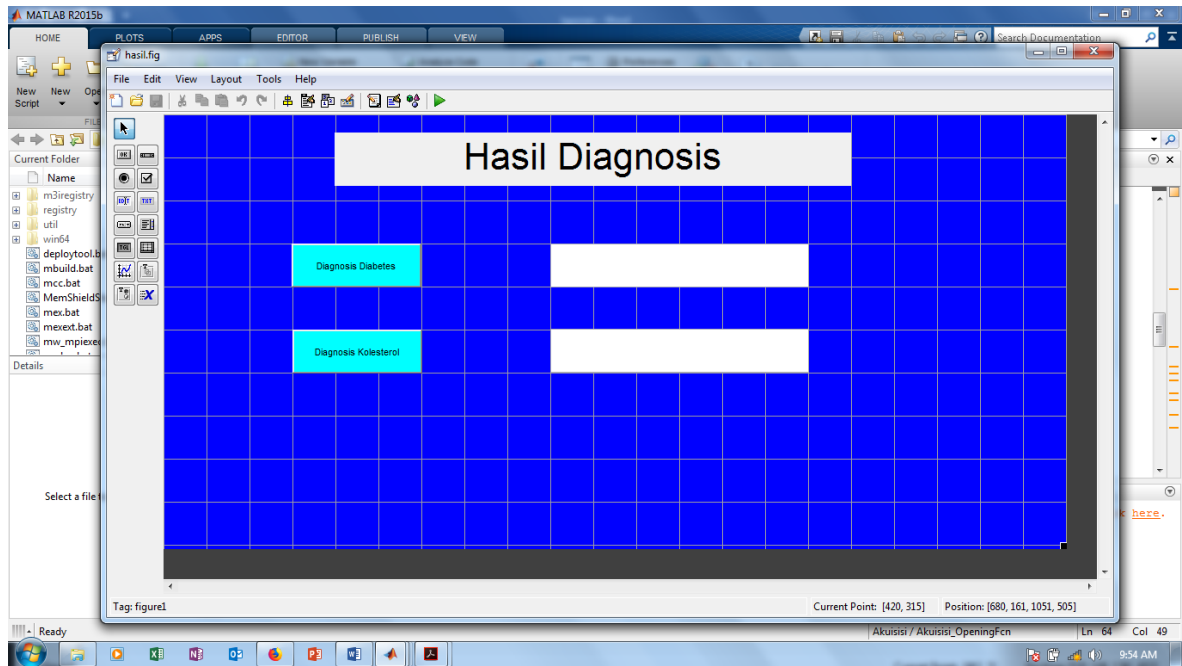 MATLAB R2015b
HOME PLOTS APPS EDITOR PUBLISH VIEW
Search Documentation
hasil.fig
File Edit View Layout Tools Help
New Script
New
Ope
FILE
Current Folder
Name
m3iregistry
registry
util
win64
deploytool.b
mbuild.bat
mcc.bat
MemShieldS
mex.bat
mexext.bat
mw_mpiexec
Details
Select a file t
Hasil Diagnosis
Diagnosis Diabetes
Diagnosis Kolesterol
here.
Tag: figure1
Current Point: [420, 315] Position: [680, 161, 1051, 505]
Ready
Akuisisi / Akuisisi_OpeningFcn
Ln 64 Col 49
9:54 AM